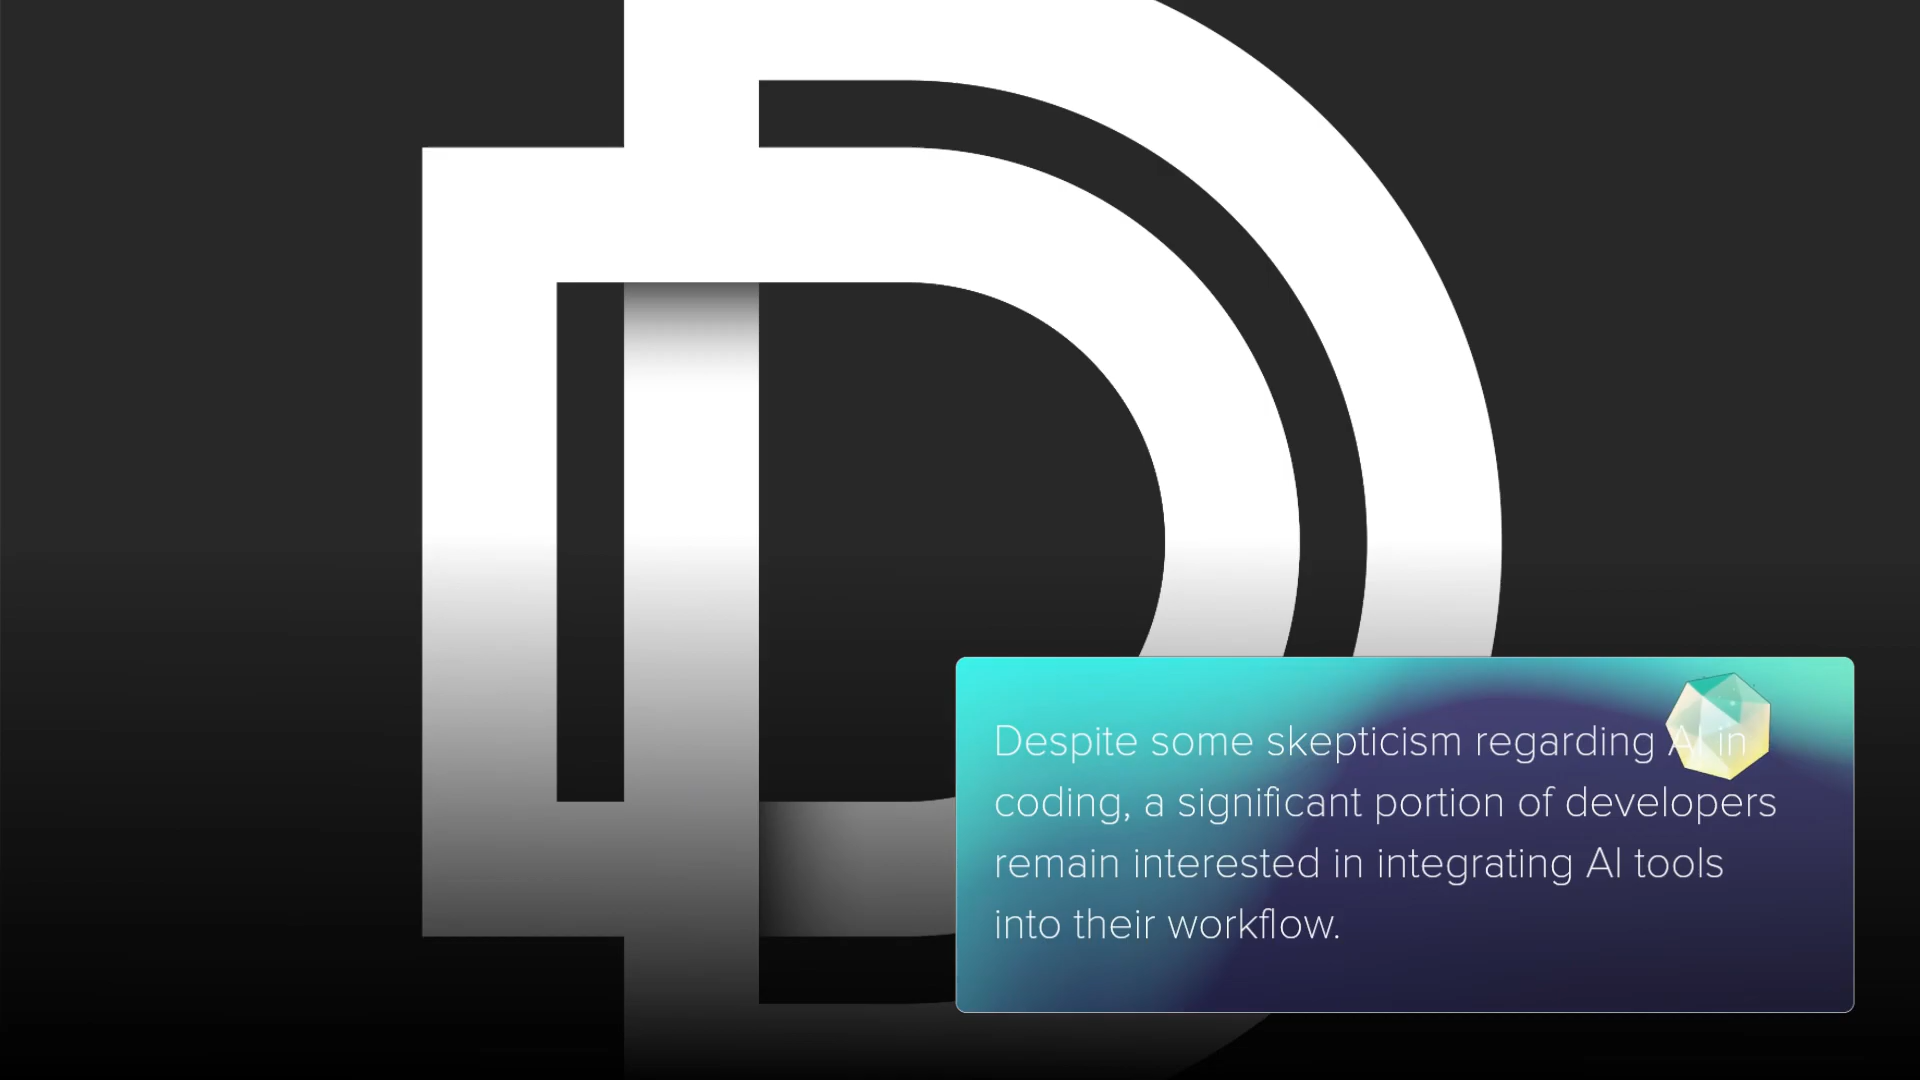 Despite some skepticism regarding AI in
coding, a significant portion of developers
remain interested in integrating AI tools
into their workflow.